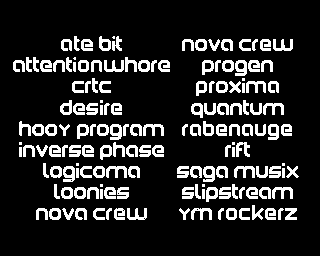 ate bit
attentionwhore
crtc
desire
hooy program
inverse phase
logicoma
loonies
nova crew
nova crew
progen
proxima
quantum
rabenauge
rift
saga musix
slipstream
ym rockerz